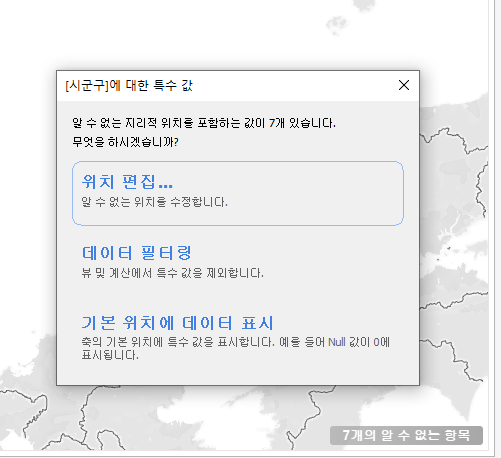 [시군구]에 대한 특수 값
알 수 없는 지리적 위치를 포함하는 값이 7개 있습니다.
무엇을 하시겠습니까?
위치 편집...
알 수 없는 위치를 수정합니다.
데이터 필터링
뷰 및 계산에서 특수 값을 제외합니다.
기본 위치에 데이터 표시
축의 기본 위치에 특수 값을 표시합니다. 예를 들어 Null 값이 0에
표시됩니다.
7개의 알 수 없는 항목